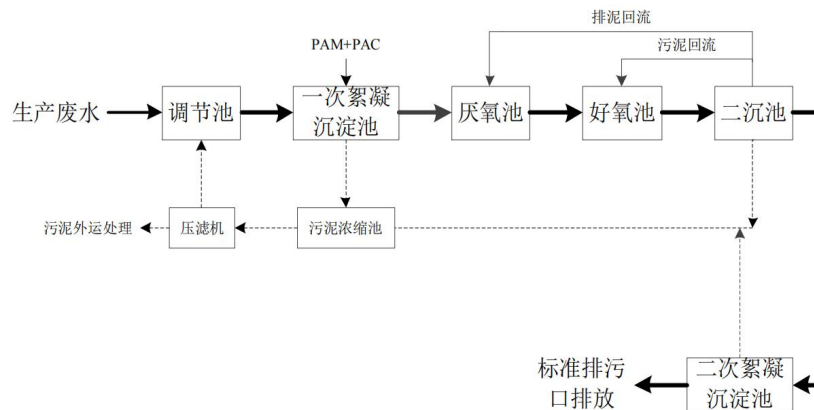 排泥回流
污泥回流
PAM+PAC
生产废水
调节池
一次絮凝
沉淀池
厌氧池
好氧池
二沉池
污泥外运处理
压滤机
污泥浓缩池
标准排污
口排放
二次絮凝
沉淀池